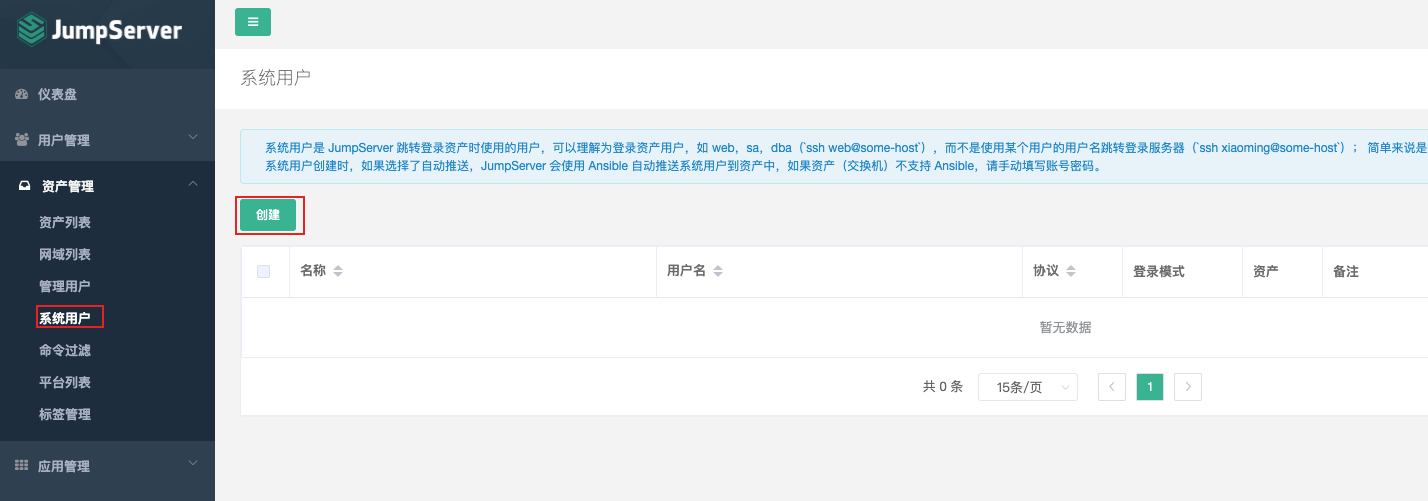 JumpServer
仪表盘
用户管理
资产管理
资产列表
网域列表
管理用户
系统用户
命令过滤
平台列表
标签管理
应用管理
系统用户
系统用户是 JumpServer 跳转登录资产时使用的用户，可以理解为登录资产用户，如 web，sa，dba（`ssh web@some-host`），而不是使用某个用户的用户名跳转登录服务器（`ssh xiaoming@some-host`）； 简单来说是
系统用户创建时，如果选择了自动推送，JumpServer 会使用 Ansible 自动推送系统用户到资产中，如果资产（交换机）不支持 Ansible，请手动填写账号密码。
创建
名称 用户名 协议 登录模式 资产 备注
暂无数据
共 0 条 15条/页 1